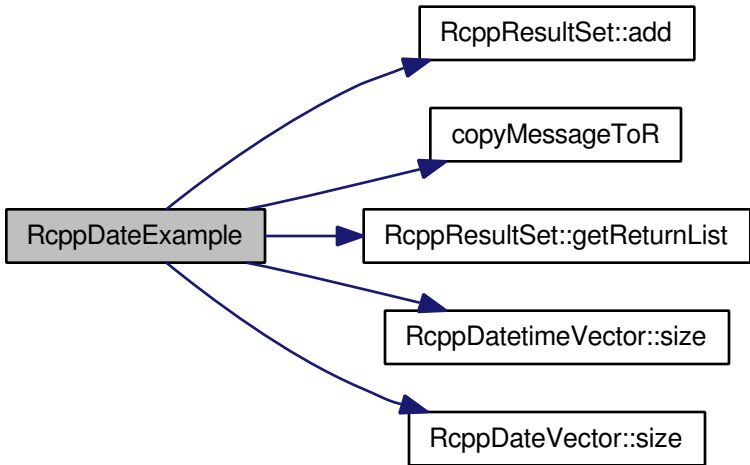 RcppResultSet::add
copyMessageToR
RcppDateExample
RcppResultSet::getReturnList
RcppDatetimeVector::size
RcppDateVector::size